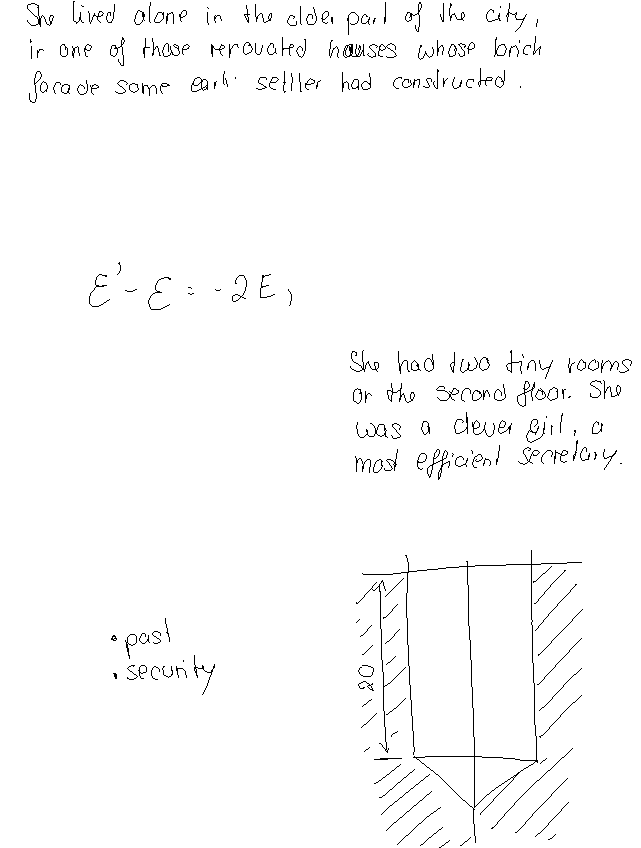 She lived alone in the older part of the city,
in one of those renovated houses whose brick
facade some early settler had constructed.
ε' - ε = -2E,
She had two tiny rooms
on the second floor. She
was a clever girl, a
most efficient secretary.
• past
• security
20